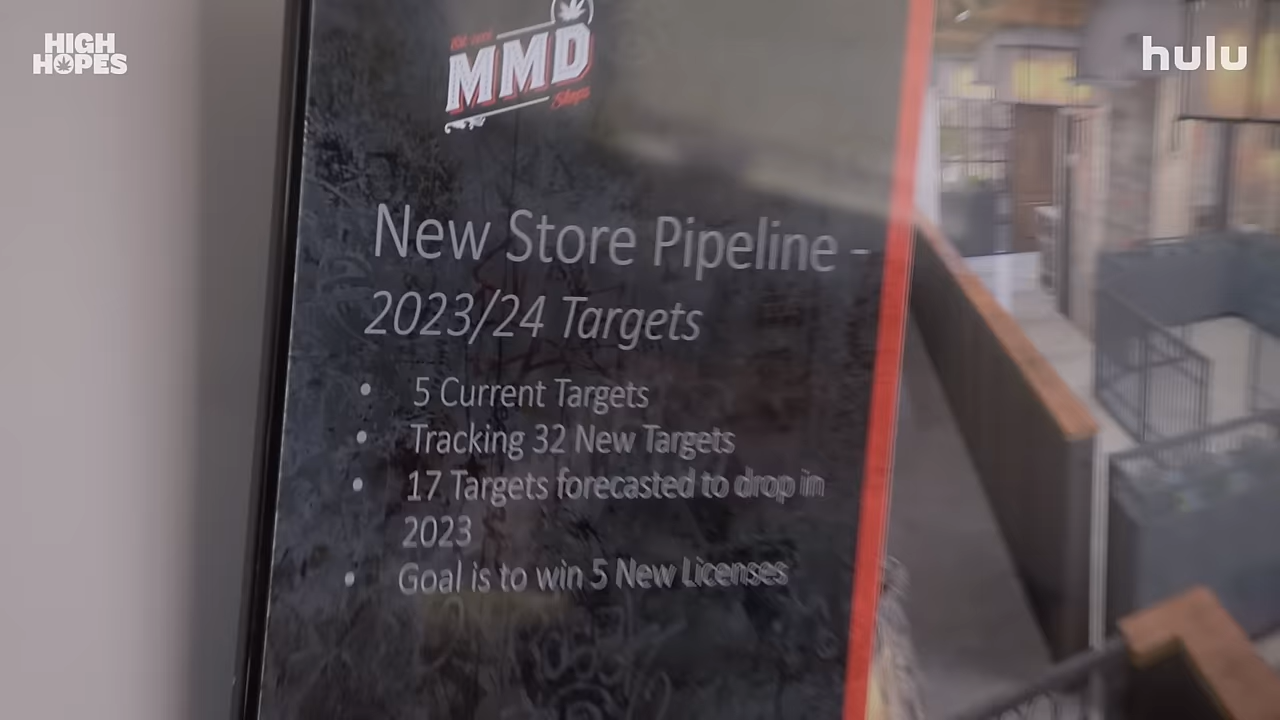 HIGH
HOPES
hulu
MMD
Shops
New Store Pipeline -
2023/24 Targets
• 5 Current Targets
• Tracking 32 New Targets
• 17 Targets forecasted to drop in
2023
• Goal is to win 5 New Licenses